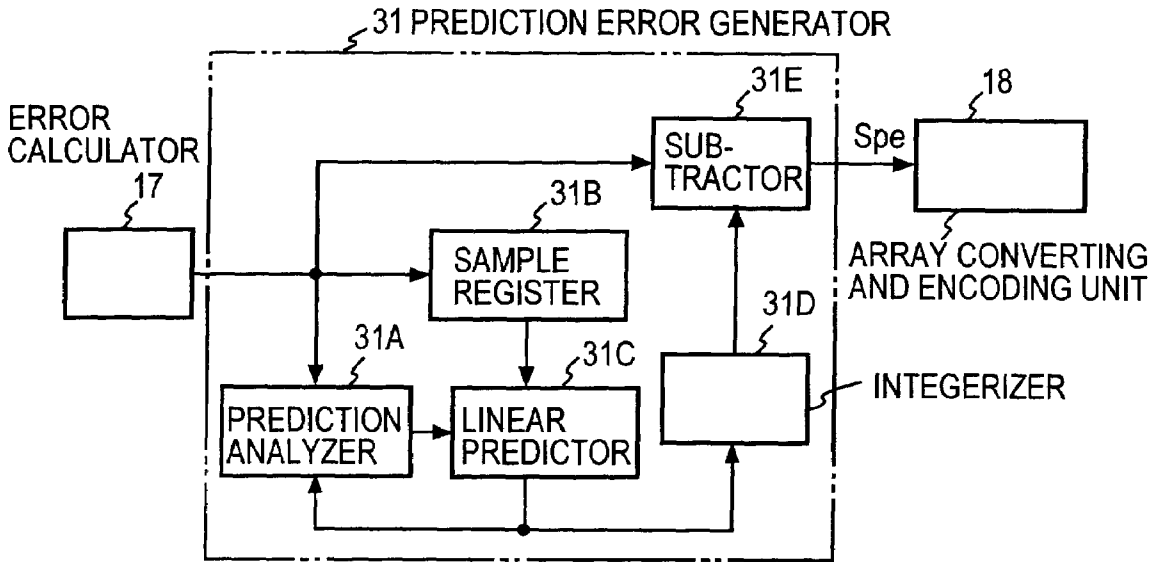 31 PREDICTION ERROR GENERATOR
ERROR
CALCULATOR
17
31E
SUB-
TRACTOR
Spe
18
ARRAY CONVERTING
AND ENCODING UNIT
31B
SAMPLE
REGISTER
31A
PREDICTION
ANALYZER
31C
LINEAR
PREDICTOR
31D
INTEGERIZER